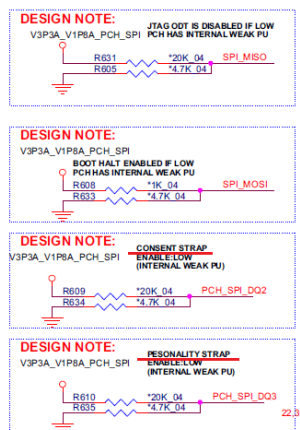 DESIGN NOTE:
JTAG ODT IS DISABLED IF LOW
V3P3A_V1P8A_PCH_SPI PCH HAS INTERNAL WEAK PU
R631 *20K_04 SPI_MISO
R605 *4.7K_04
DESIGN NOTE:
V3P3A_V1P8A_PCH_SPI
BOOT HALT ENABLED IF LOW
PCH HAS INTERNAL WEAK PU
R608 *1K_04 SPI_MOSI
R633 *4.7K_04
DESIGN NOTE:
CONSENT STRAP
V3P3A_V1P8A_PCH_SPI ENABLE:LOW
(INTERNAL WEAK PU)
R609 *20K_04 PCH_SPI_DQ2
R634 *4.7K_04
DESIGN NOTE:
PESONALITY STRAP
V3P3A_V1P8A_PCH_SPI ENABLE:LOW
(INTERNAL WEAK PU)
R610 *20K_04 PCH_SPI_DQ3
R635 *4.7K_04